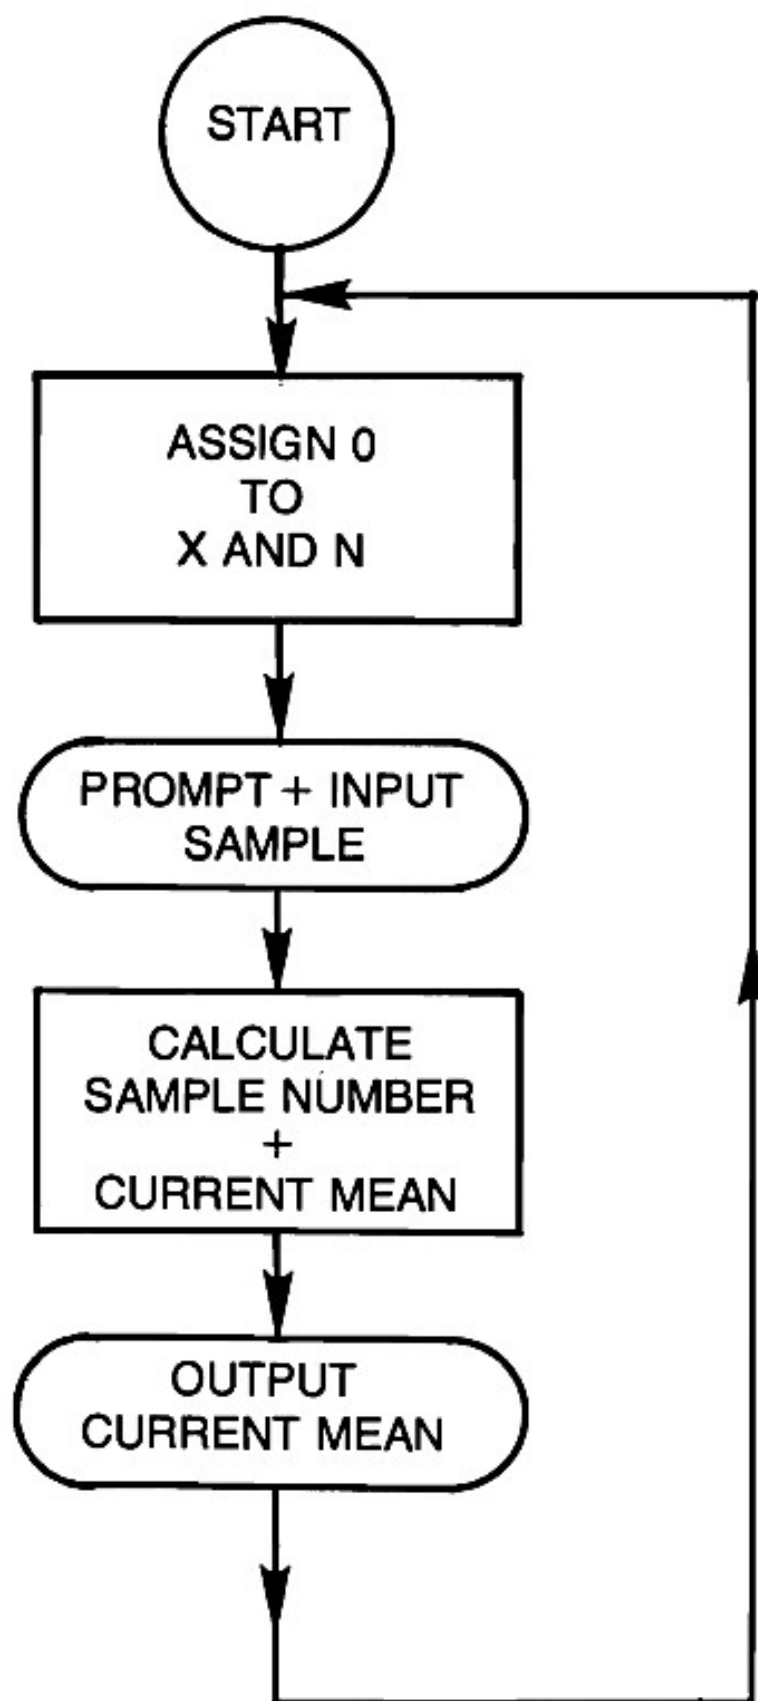 START
ASSIGN 0
TO
X AND N
PROMPT + INPUT
SAMPLE
CALCULATE
SAMPLE NUMBER
+
CURRENT MEAN
OUTPUT
CURRENT MEAN